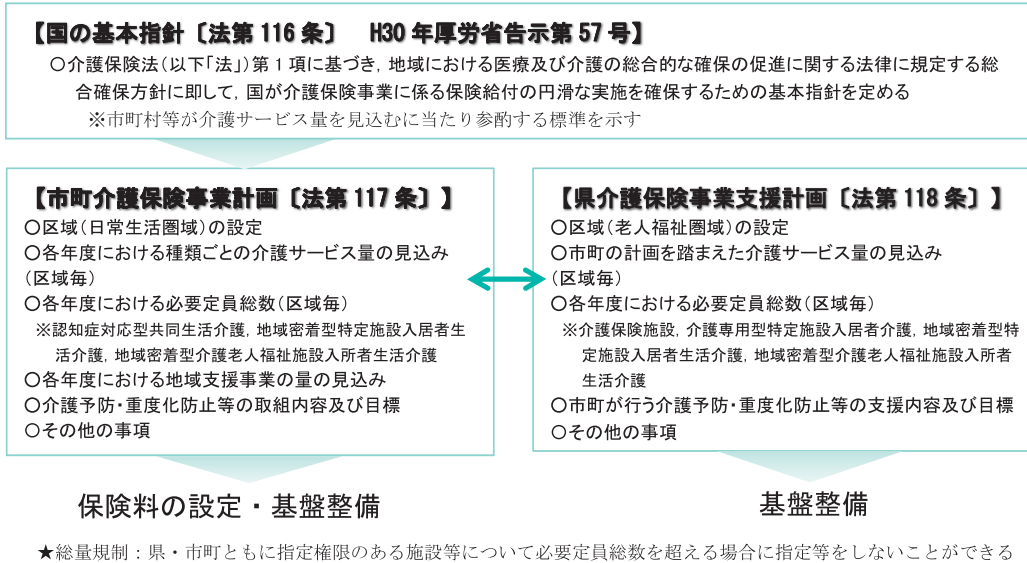 【国の基本指針〔法第116条〕　H30年厚労省告示第57号】
〇介護保険法(以下「法」)第1項に基づき，地域における医療及び介護の総合的な確保の促進に関する法律に規定する総
合確保方針に即して，国が介護保険事業に係る保険給付の円滑な実施を確保するための基本指針を定める
※市町村等が介護サービス量を見込むに当たり参酌する標準を示す
【市町介護保険事業計画〔法第117条〕】
〇区域(日常生活圏域)の設定
〇各年度における種類ごとの介護サービス量の見込み
(区域毎)
〇各年度における必要定員総数(区域毎)
※認知症対応型共同生活介護，地域密着型特定施設入居者生
活介護，地域密着型介護老人福祉施設入所者生活介護
〇各年度における地域支援事業の量の見込み
〇介護予防・重度化防止等の取組内容及び目標
〇その他の事項
【県介護保険事業支援計画〔法第118条〕】
〇区域(老人福祉圏域)の設定
〇市町の計画を踏まえた介護サービス量の見込み
(区域毎)
〇各年度における必要定員総数(区域毎)
※介護保険施設，介護専用型特定施設入居者介護，地域密着型特
定施設入居者生活介護，地域密着型介護老人福祉施設入所者
生活介護
〇市町が行う介護予防・重度化防止等の支援内容及び目標
〇その他の事項
保険料の設定・基盤整備
基盤整備
★総量規制：県・市町ともに指定権限のある施設等について必要定員総数を超える場合に指定等をしないことができる